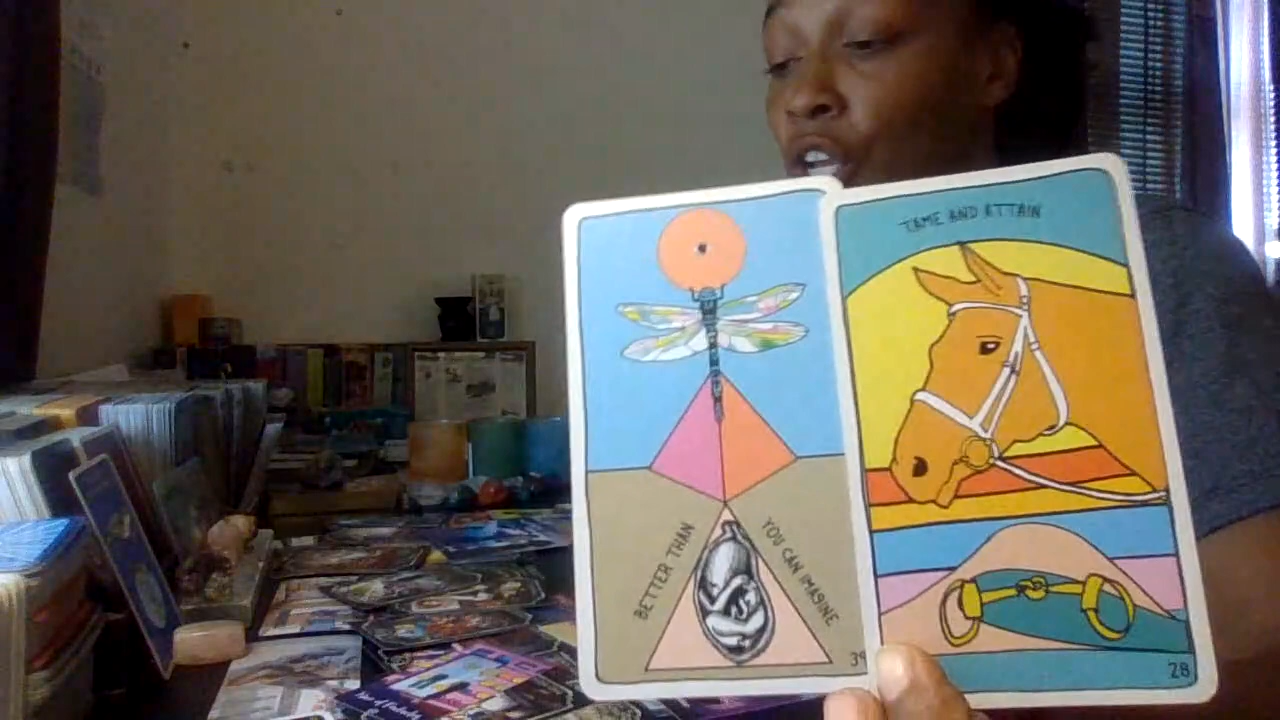 BETTER THAN
YOU CAN IMAGINE
39
TAME AND ATTAIN
28